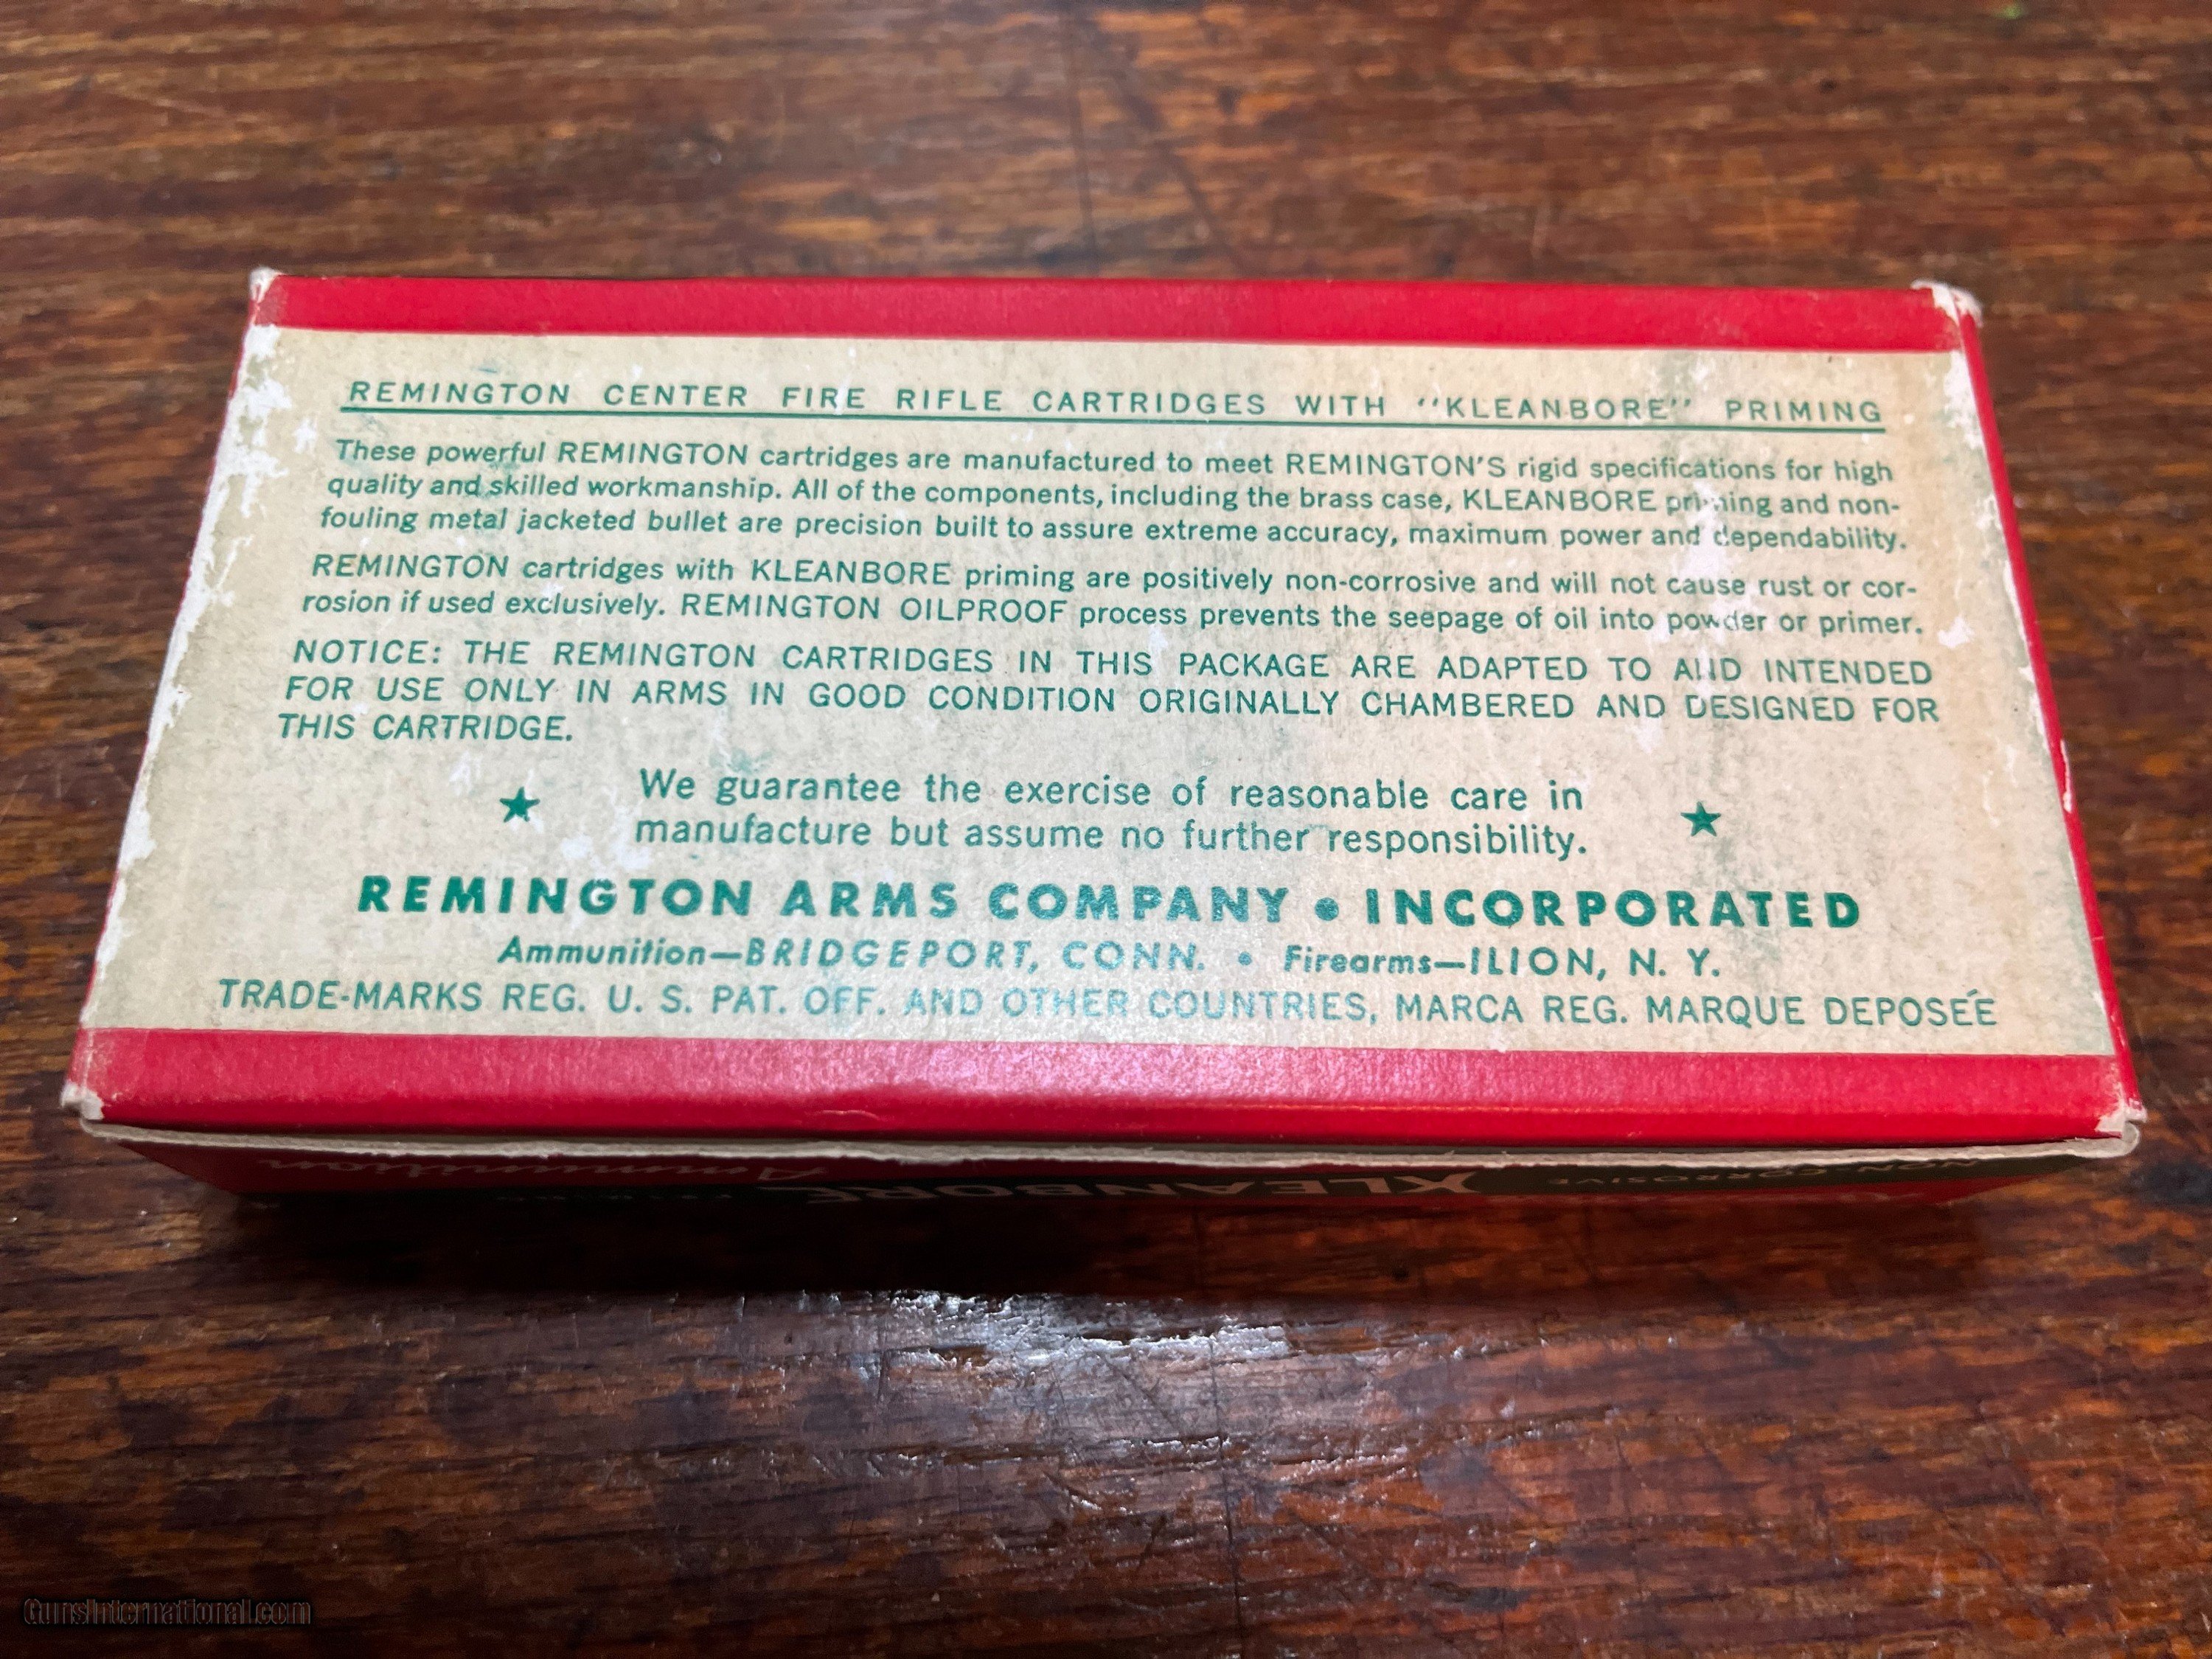 REMINGTON CENTER FIRE RIFLE CARTRIDGES WITH "KLEANBORE" PRIMING
These powerful REMINGTON cartridges are manufactured to meet REMINGTON'S rigid specifications for high
quality and skilled workmanship. All of the components, including the brass case, KLEANBORE priming and non-
fouling metal jacketed bullet are precision built to assure extreme accuracy, maximum power and dependability.
REMINGTON cartridges with KLEANBORE priming are positively non-corrosive and will not cause rust or cor-
rosion if used exclusively. REMINGTON OILPROOF process prevents the seepage of oil into powder or primer.
NOTICE: THE REMINGTON CARTRIDGES IN THIS PACKAGE ARE ADAPTED TO AND INTENDED
FOR USE ONLY IN ARMS IN GOOD CONDITION ORIGINALLY CHAMBERED AND DESIGNED FOR
THIS CARTRIDGE.
We guarantee the exercise of reasonable care in
manufacture but assume no further responsibility.
REMINGTON ARMS COMPANY • INCORPORATED
Ammunition—BRIDGEPORT, CONN. • Firearms—ILION, N. Y.
TRADE-MARKS REG. U. S. PAT. OFF. AND OTHER COUNTRIES, MARCA REG. MARQUE DEPOSEÉ
NON-CORROSIVE KLEANBORE Ammunition
GunsInternational.com